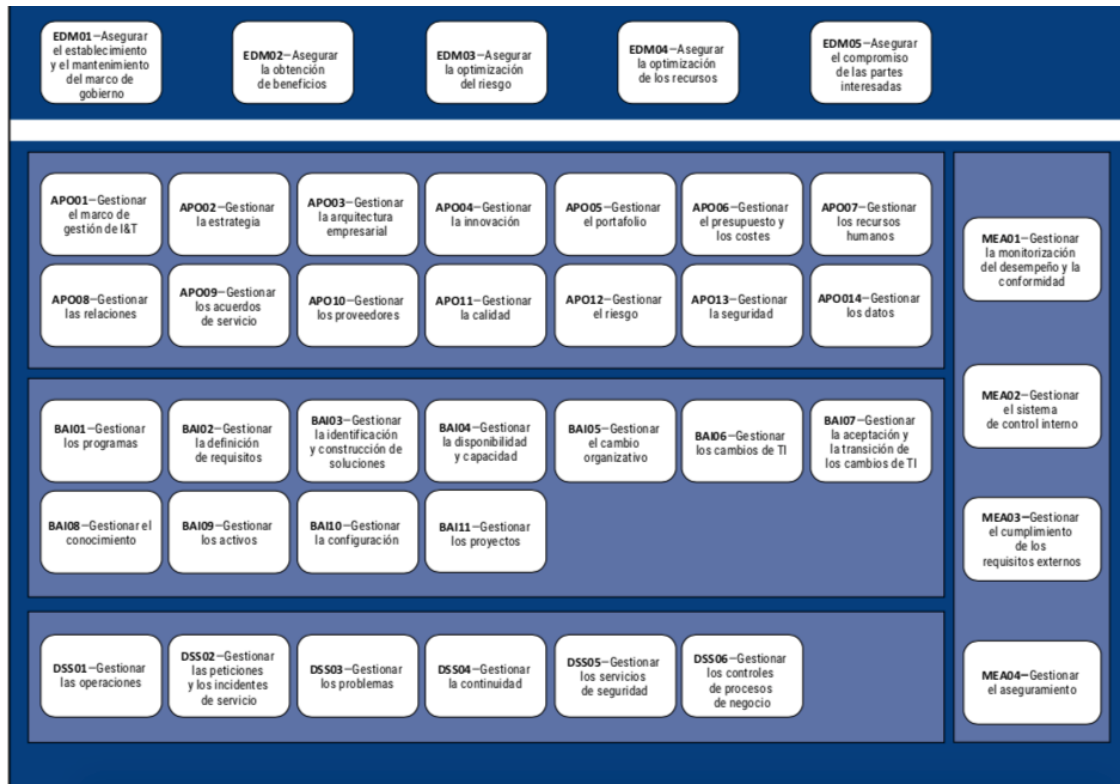 EDM01—Asegurar
el establecimiento
y el mantenimiento
del marco de
gobierno
EDM02—Asegurar
la obtención
de beneficios
EDM03—Asegurar
la optimización
del riesgo
EDM04—Asegurar
la optimización
de los recursos
EDM05—Asegurar
el compromiso
de las partes
interesadas
APO01—Gestionar
el marco de
gestión de I&T
APO02—Gestionar
la estrategia
APO03—Gestionar
la arquitectura
empresarial
APO04—Gestionar
la innovación
APO05—Gestionar
el portafolio
APO06—Gestionar
el presupuesto y
los costes
APO07—Gestionar
los recursos
humanos
APO08—Gestionar
las relaciones
APO09—Gestionar
los acuerdos
de servicio
APO10—Gestionar
los proveedores
APO11—Gestionar
la calidad
APO12—Gestionar
el riesgo
APO13—Gestionar
la seguridad
APO014—Gestionar
los datos
BAI01—Gestionar
los programas
BAI02—Gestionar
la definición
de requisitos
BAI03—Gestionar
la identificación
y construcción de
soluciones
BAI04—Gestionar
la disponibilidad
y capacidad
BAI05—Gestionar
el cambio
organizativo
BAI06—Gestionar
los cambios de TI
BAI07—Gestionar
la aceptación y
la transición de
los cambios de TI
BAI08—Gestionar el
conocimiento
BAI09—Gestionar
los activos
BAI10—Gestionar
la configuración
BAI11—Gestionar
los proyectos
DSS01—Gestionar
las operaciones
DSS02—Gestionar
las peticiones
y los incidentes
de servicio
DSS03—Gestionar
los problemas
DSS04—Gestionar
la continuidad
DSS05—Gestionar
los servicios
de seguridad
DSS06—Gestionar
los controles
de procesos
de negocio
MEA01—Gestionar
la monitorización
del desempeño y la
conformidad
MEA02—Gestionar
el sistema
de control interno
MEA03—Gestionar
el cumplimiento
de los
requisitos externos
MEA04—Gestionar
el aseguramiento